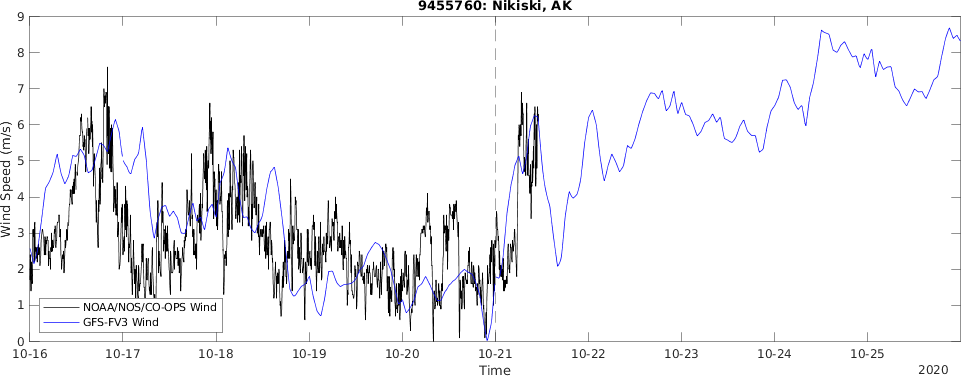 9455760: Nikiski, AK
9
8
7
6
5
4
3
2
1
0
Wind Speed (m/s)
NOAA/NOS/CO-OPS Wind
GFS-FV3 Wind
10-16 10-17 10-18 10-19 10-20 10-21 10-22 10-23 10-24 10-25
Time
2020